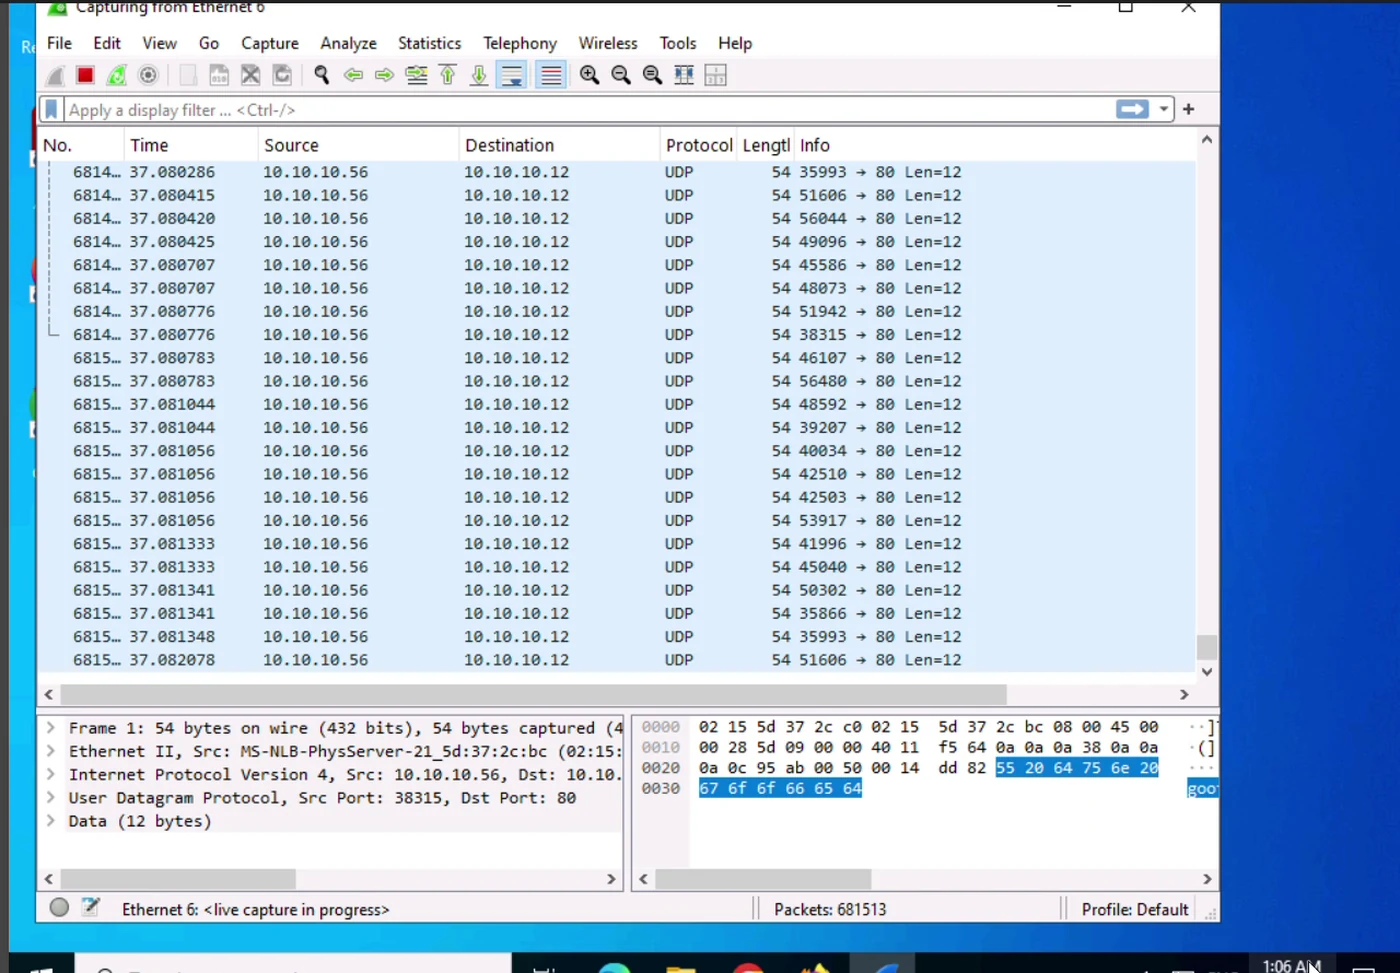 Capturing from Ethernet 6
File Edit View Go Capture Analyze Statistics Telephony Wireless Tools Help
Apply a display filter ... <Ctrl-/>
No. Time Source Destination Protocol Lengtl Info
6814… 37.080286 10.10.10.56 10.10.10.12 UDP 54 35993 → 80 Len=12
6814… 37.080415 10.10.10.56 10.10.10.12 UDP 54 51606 → 80 Len=12
6814… 37.080420 10.10.10.56 10.10.10.12 UDP 54 56044 → 80 Len=12
6814… 37.080425 10.10.10.56 10.10.10.12 UDP 54 49096 → 80 Len=12
6814… 37.080707 10.10.10.56 10.10.10.12 UDP 54 45586 → 80 Len=12
6814… 37.080707 10.10.10.56 10.10.10.12 UDP 54 48073 → 80 Len=12
6814… 37.080776 10.10.10.56 10.10.10.12 UDP 54 51942 → 80 Len=12
6814… 37.080776 10.10.10.56 10.10.10.12 UDP 54 38315 → 80 Len=12
6815… 37.080783 10.10.10.56 10.10.10.12 UDP 54 46107 → 80 Len=12
6815… 37.080783 10.10.10.56 10.10.10.12 UDP 54 56480 → 80 Len=12
6815… 37.081044 10.10.10.56 10.10.10.12 UDP 54 48592 → 80 Len=12
6815… 37.081044 10.10.10.56 10.10.10.12 UDP 54 39207 → 80 Len=12
6815… 37.081056 10.10.10.56 10.10.10.12 UDP 54 40034 → 80 Len=12
6815… 37.081056 10.10.10.56 10.10.10.12 UDP 54 42510 → 80 Len=12
6815… 37.081056 10.10.10.56 10.10.10.12 UDP 54 42503 → 80 Len=12
6815… 37.081056 10.10.10.56 10.10.10.12 UDP 54 53917 → 80 Len=12
6815… 37.081333 10.10.10.56 10.10.10.12 UDP 54 41996 → 80 Len=12
6815… 37.081333 10.10.10.56 10.10.10.12 UDP 54 45040 → 80 Len=12
6815… 37.081341 10.10.10.56 10.10.10.12 UDP 54 50302 → 80 Len=12
6815… 37.081341 10.10.10.56 10.10.10.12 UDP 54 35866 → 80 Len=12
6815… 37.081348 10.10.10.56 10.10.10.12 UDP 54 35993 → 80 Len=12
6815… 37.082078 10.10.10.56 10.10.10.12 UDP 54 51606 → 80 Len=12
Frame 1: 54 bytes on wire (432 bits), 54 bytes captured (4
Ethernet II, Src: MS-NLB-PhysServer-21_5d:37:2c:bc (02:15:
Internet Protocol Version 4, Src: 10.10.10.56, Dst: 10.10.
User Datagram Protocol, Src Port: 38315, Dst Port: 80
Data (12 bytes)
0000 02 15 5d 37 2c c0 02 15 5d 37 2c bc 08 00 45 00 ··]
0010 00 28 5d 09 00 00 40 11 f5 64 0a 0a 0a 38 0a 0a ·(]
0020 0a 0c 95 ab 00 50 00 14 dd 82 55 20 64 75 6e 20 ···
0030 67 6f 6f 66 65 64 goo
Ethernet 6: <live capture in progress> Packets: 681513 Profile: Default
1:06 AM